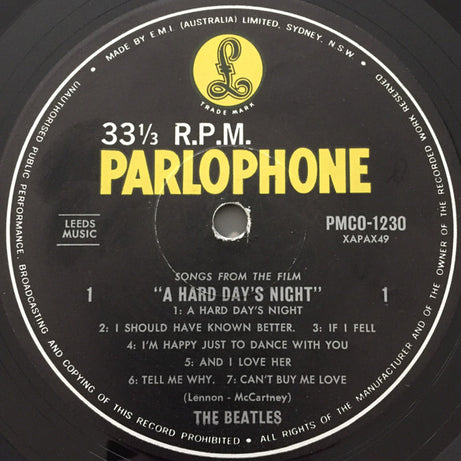 MADE BY E.M.I. (AUSTRALIA) LIMITED, SYDNEY, N.S.W. •
ALL RIGHTS OF THE MANUFACTURER AND OF THE OWNER OF THE RECORDED WORK RESERVED
UNAUTHORISED PUBLIC PERFORMANCE, BROADCASTING AND COPYING OF THIS RECORD PROHIBITED •
£
TRADE MARK
33⅓ R.P.M.
PARLOPHONE
LEEDS
MUSIC
PMCO-1230
XAPAX49
SONGS FROM THE FILM
1 "A HARD DAY'S NIGHT" 1
1: A HARD DAY'S NIGHT
2: I SHOULD HAVE KNOWN BETTER. 3: IF I FELL
4: I'M HAPPY JUST TO DANCE WITH YOU
5: AND I LOVE HER
6: TELL ME WHY. 7: CAN'T BUY ME LOVE
(Lennon - McCartney)
THE BEATLES